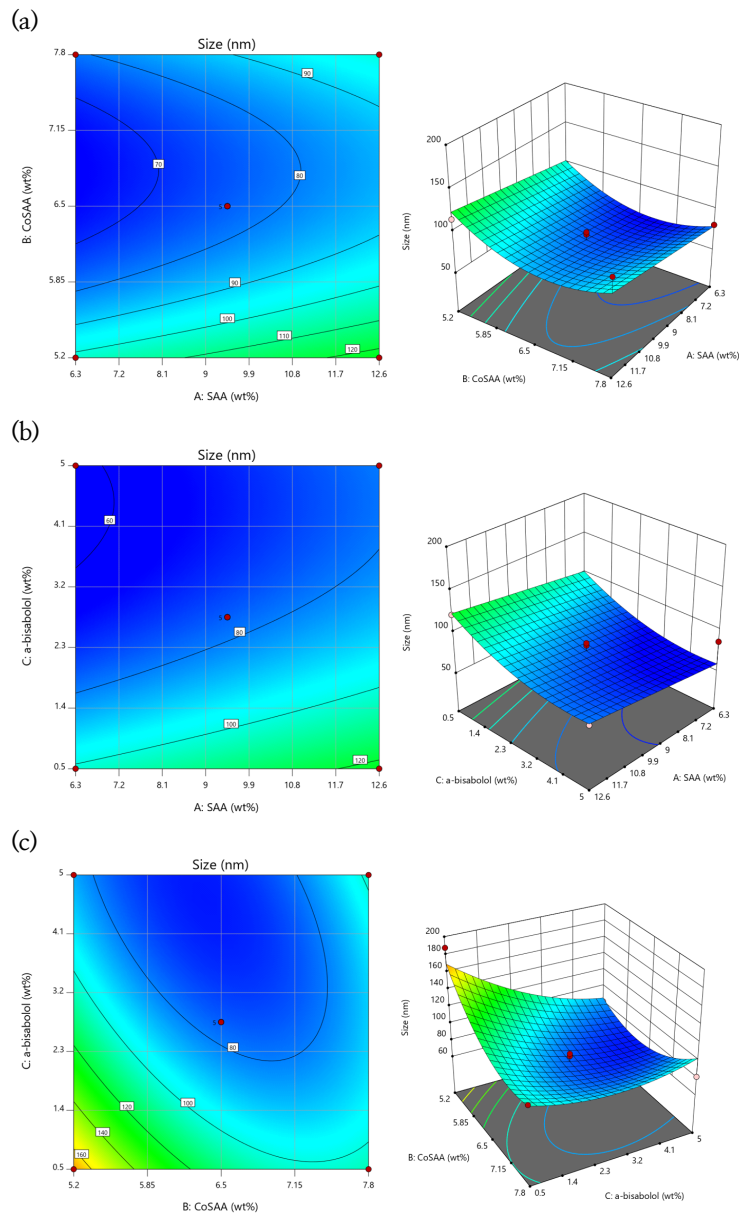 (a)
Size (nm)
7.8
7.15
6.5
5.85
5.2
B: CoSAA (wt%)
90
70
80
5
90
100
110
120
6.3 7.2 8.1 9 9.9 10.8 11.7 12.6
A: SAA (wt%)
200
150
100
50
Size (nm)
5.2 5.85 6.5 7.15 7.8
B: CoSAA (wt%)
6.3
7.2
8.1
9
9.9
10.8
11.7
12.6
A: SAA (wt%)
(b)
Size (nm)
5
4.1
3.2
2.3
1.4
0.5
C: a-bisabolol (wt%)
60
5
80
100
120
6.3 7.2 8.1 9 9.9 10.8 11.7 12.6
A: SAA (wt%)
200
150
100
50
Size (nm)
0.5 1.4 2.3 3.2 4.1 5
C: a-bisabolol (wt%)
6.3
7.2
8.1
9
9.9
10.8
11.7
12.6
A: SAA (wt%)
(c)
Size (nm)
5
4.1
3.2
2.3
1.4
0.5
C: a-bisabolol (wt%)
5
80
100
120
140
160
5.2 5.85 6.5 7.15 7.8
B: CoSAA (wt%)
200
180
160
140
120
100
80
60
Size (nm)
5.2
5.85
6.5
7.15
7.8
B: CoSAA (wt%)
0.5 1.4 2.3 3.2 4.1 5
C: a-bisabolol (wt%)